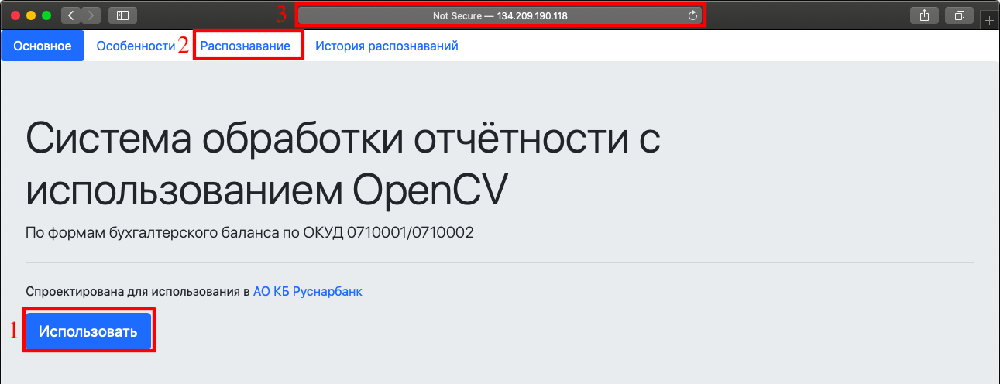 3 Not Secure — 134.209.190.118
Основное Особенности 2 Распознавание История распознаваний
Система обработки отчётности с
использованием OpenCV
По формам бухгалтерского баланса по ОКУД 0710001/0710002
Спроектирована для использования в АО КБ Руснарбанк
1 Использовать